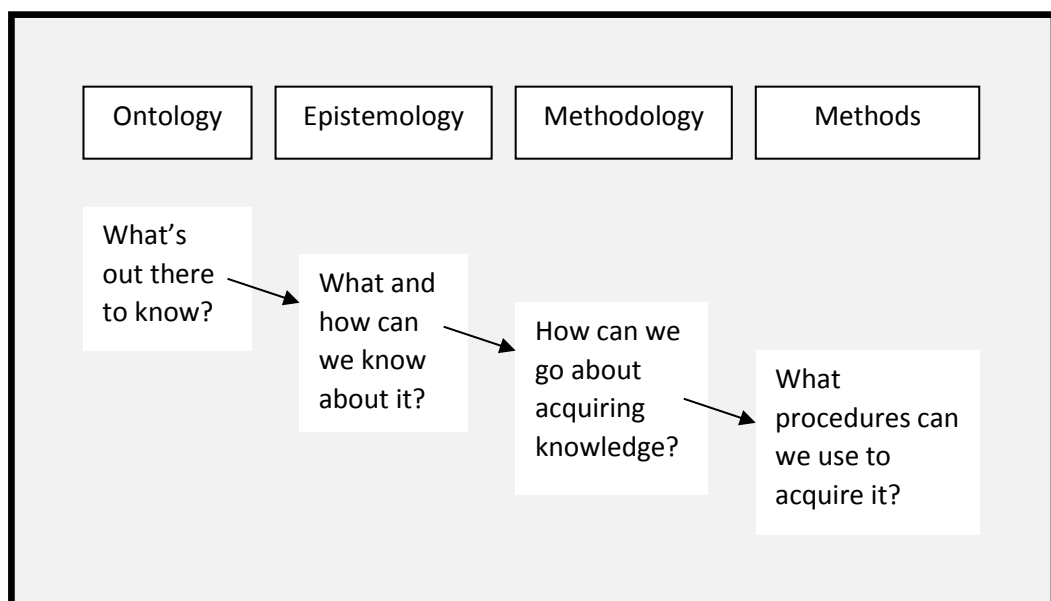 Ontology
Epistemology
Methodology
Methods
What’s
out there
to know?
What and
how can
we know
about it?
How can we
go about
acquiring
knowledge?
What
procedures can
we use to
acquire it?